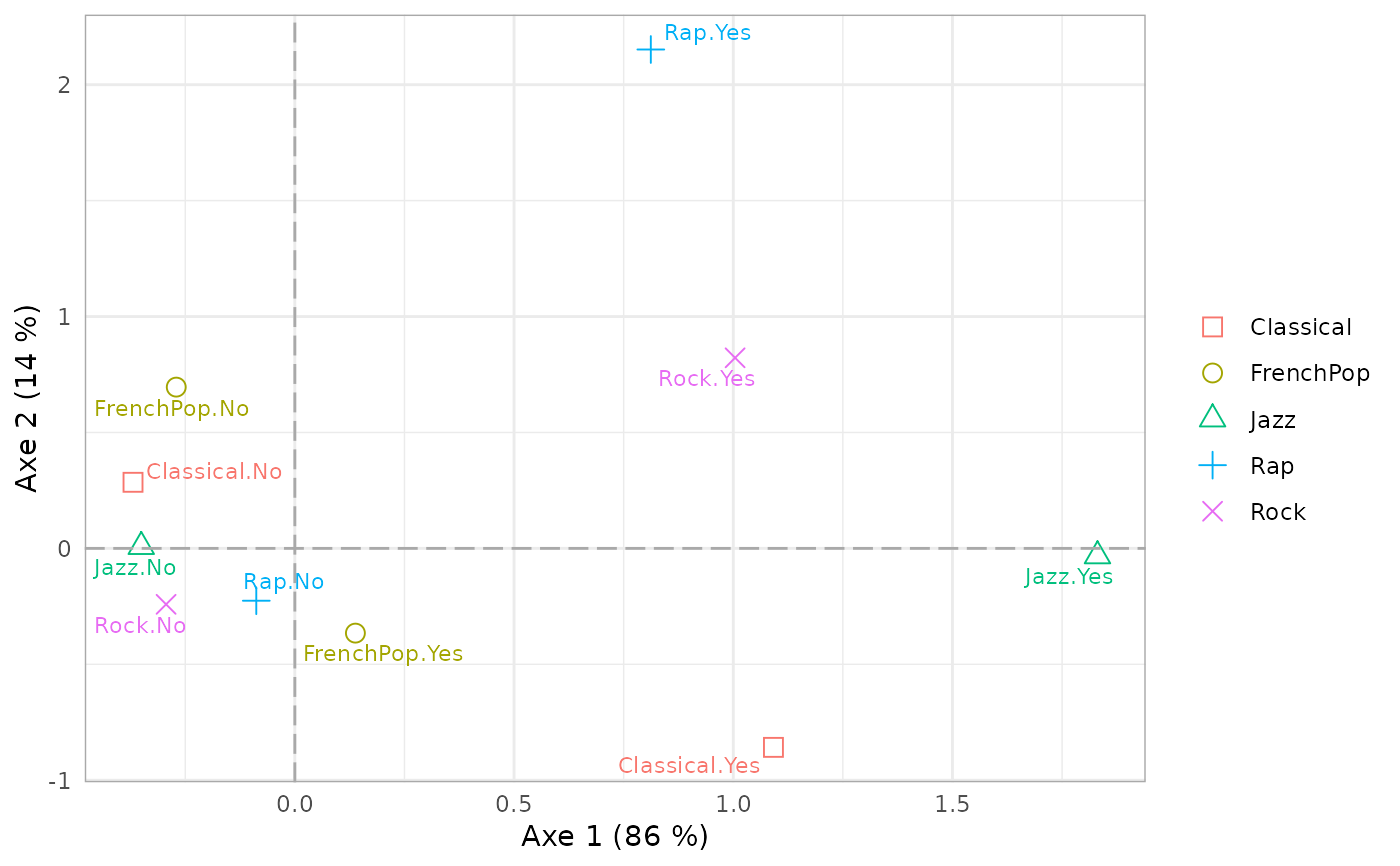 Rap.Yes
2
1
Rock.Yes
FrenchPop.No
Classical.No
0
Jazz.No
Jazz.Yes
Rap.No
Rock.No
FrenchPop.Yes
Classical.Yes
-1
0.0 0.5 1.0 1.5
Axe 1 (86 %)
Axe 2 (14 %)
Classical
FrenchPop
Jazz
Rap
Rock